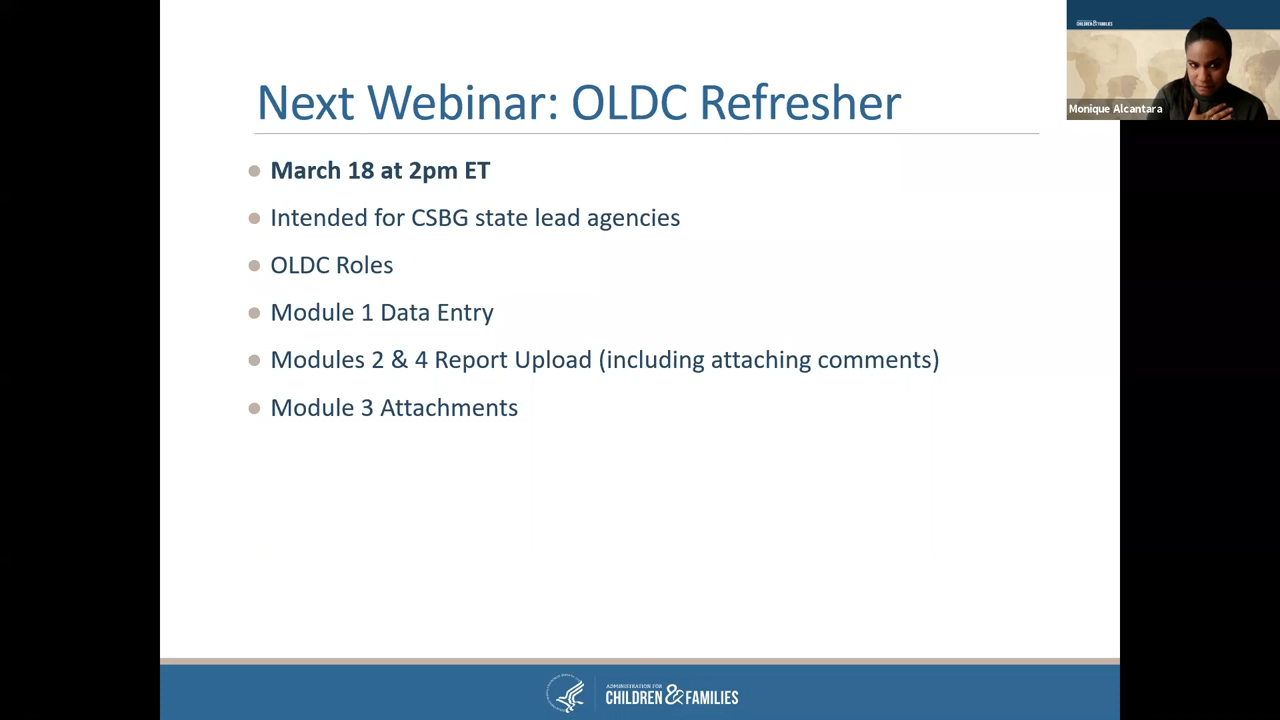 Next Webinar: OLDC Refresher
March 18 at 2pm ET
Intended for CSBG state lead agencies
OLDC Roles
Module 1 Data Entry
Modules 2 & 4 Report Upload (including attaching comments)
Module 3 Attachments
CHILDREN & FAMILIES
Monique Alcantara
ADMINISTRATION FOR
CHILDREN & FAMILIES